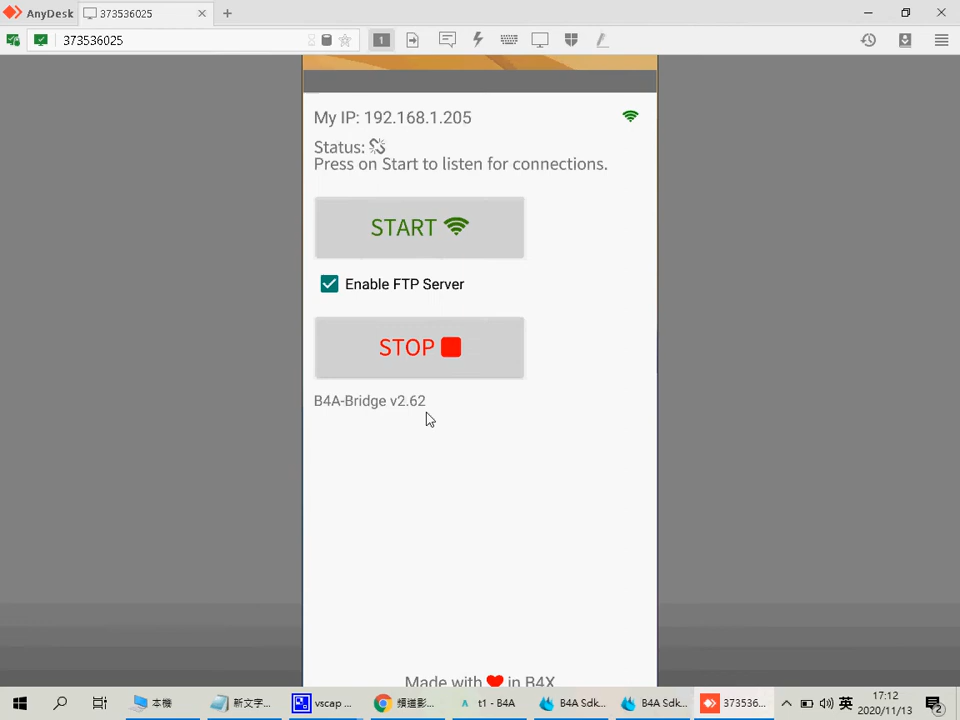 AnyDesk
373536025
373536025
1
My IP: 192.168.1.205
Status:
Press on Start to listen for connections.
START
Enable FTP Server
STOP
B4A-Bridge v2.62
Made with ❤ in B4X
本機
新文字...
vscap ...
頻道影...
t1 - B4A
B4A Sdk...
B4A Sdk...
373536...
英
17:12
2020/11/13
2